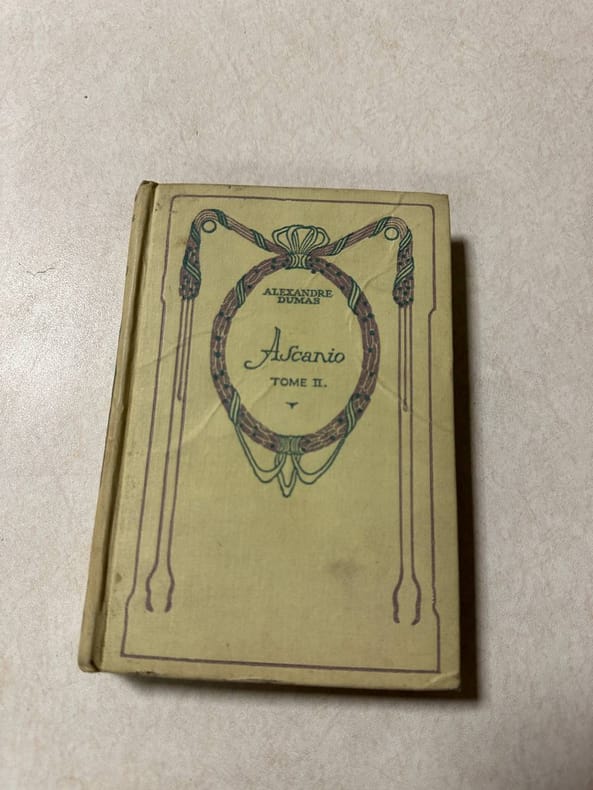 ALEXANDRE
DUMAS
Ascanio
TOME II.